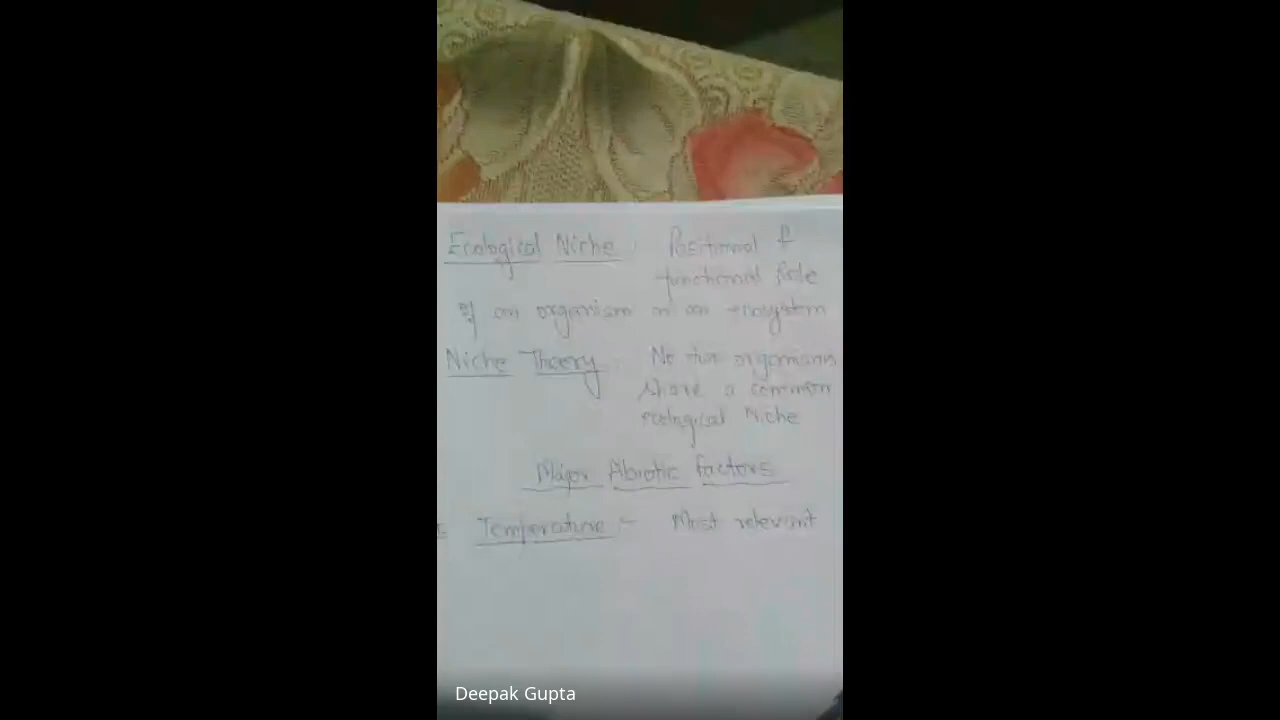 Ecological Niche : Positional &
functional Role
of an organism in an ecosystem
Niche Theory : No two organisms
share a common
ecological Niche
Major Abiotic factors
Temperature :- Most relevant
Deepak Gupta